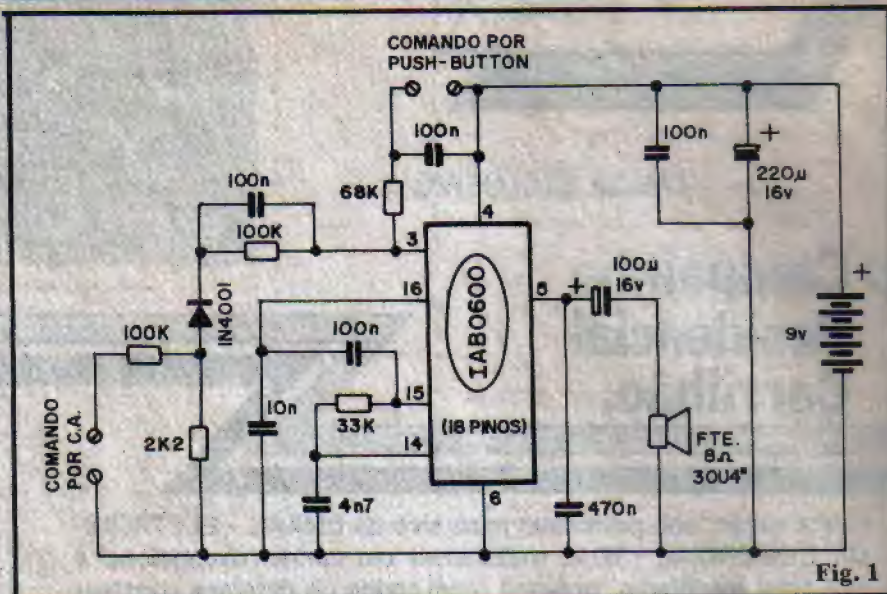 COMANDO POR
PUSH-BUTTON
100n
100n
+
220µ
16v
100n
68K
100K
3
4
16
IAB0600
8
+
100µ
16v
+
9v
1N4001
100K
100n
15
10n
33K
(18 PINOS)
14
COMANDO
POR C.A.
2K2
4n7
6
470n
FTE.
8Ω
3OU4"
Fig. 1